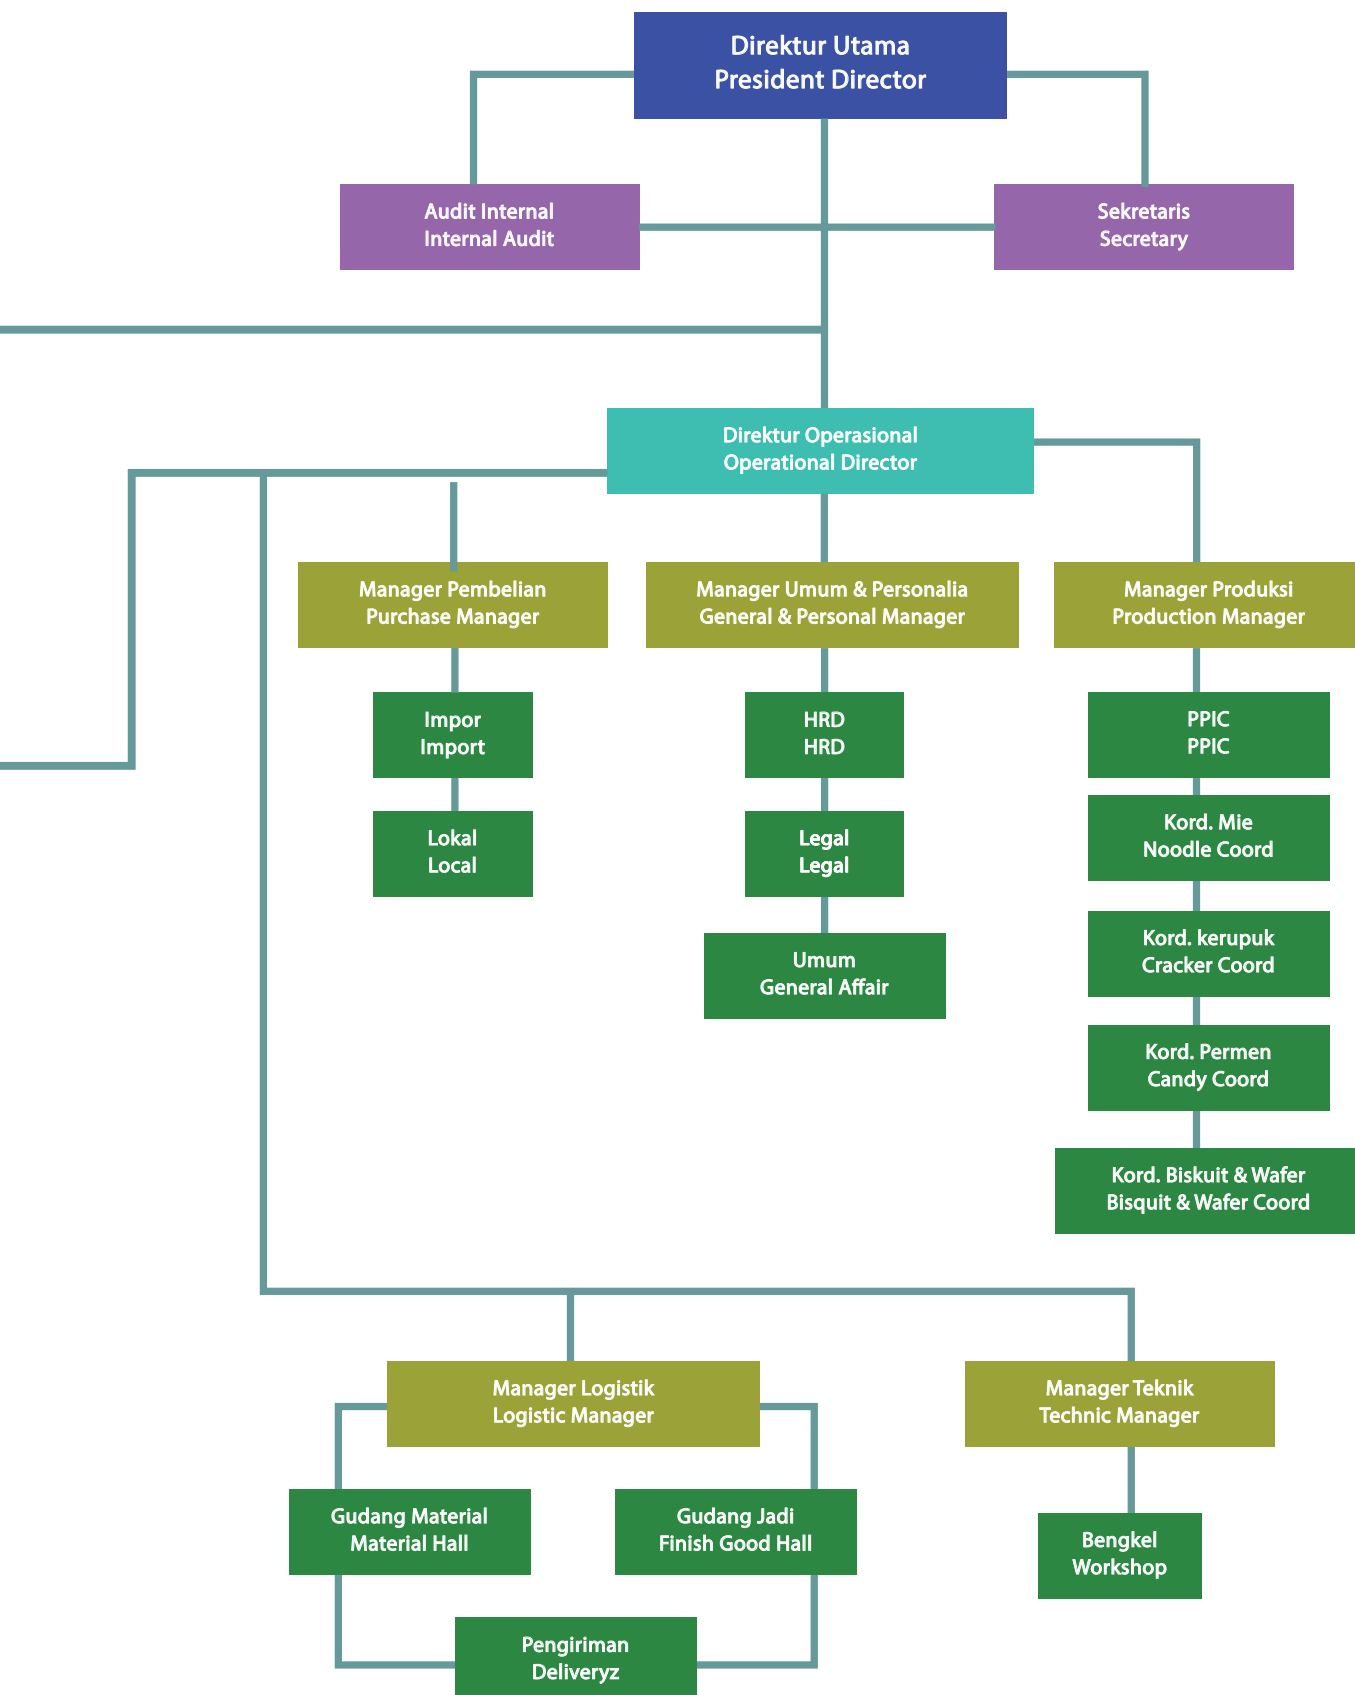 Direktur Utama
President Director
Audit Internal
Internal Audit
Sekretaris
Secretary
Direktur Operasional
Operational Director
Manager Pembelian
Purchase Manager
Manager Umum & Personalia
General & Personal Manager
Manager Produksi
Production Manager
Impor
Import
HRD
HRD
PPIC
PPIC
Lokal
Local
Legal
Legal
Kord. Mie
Noodle Coord
Umum
General Affair
Kord. kerupuk
Cracker Coord
Kord. Permen
Candy Coord
Kord. Biskuit & Wafer
Bisquit & Wafer Coord
Manager Logistik
Logistic Manager
Manager Teknik
Technic Manager
Gudang Material
Material Hall
Gudang Jadi
Finish Good Hall
Bengkel
Workshop
Pengiriman
Deliveryz